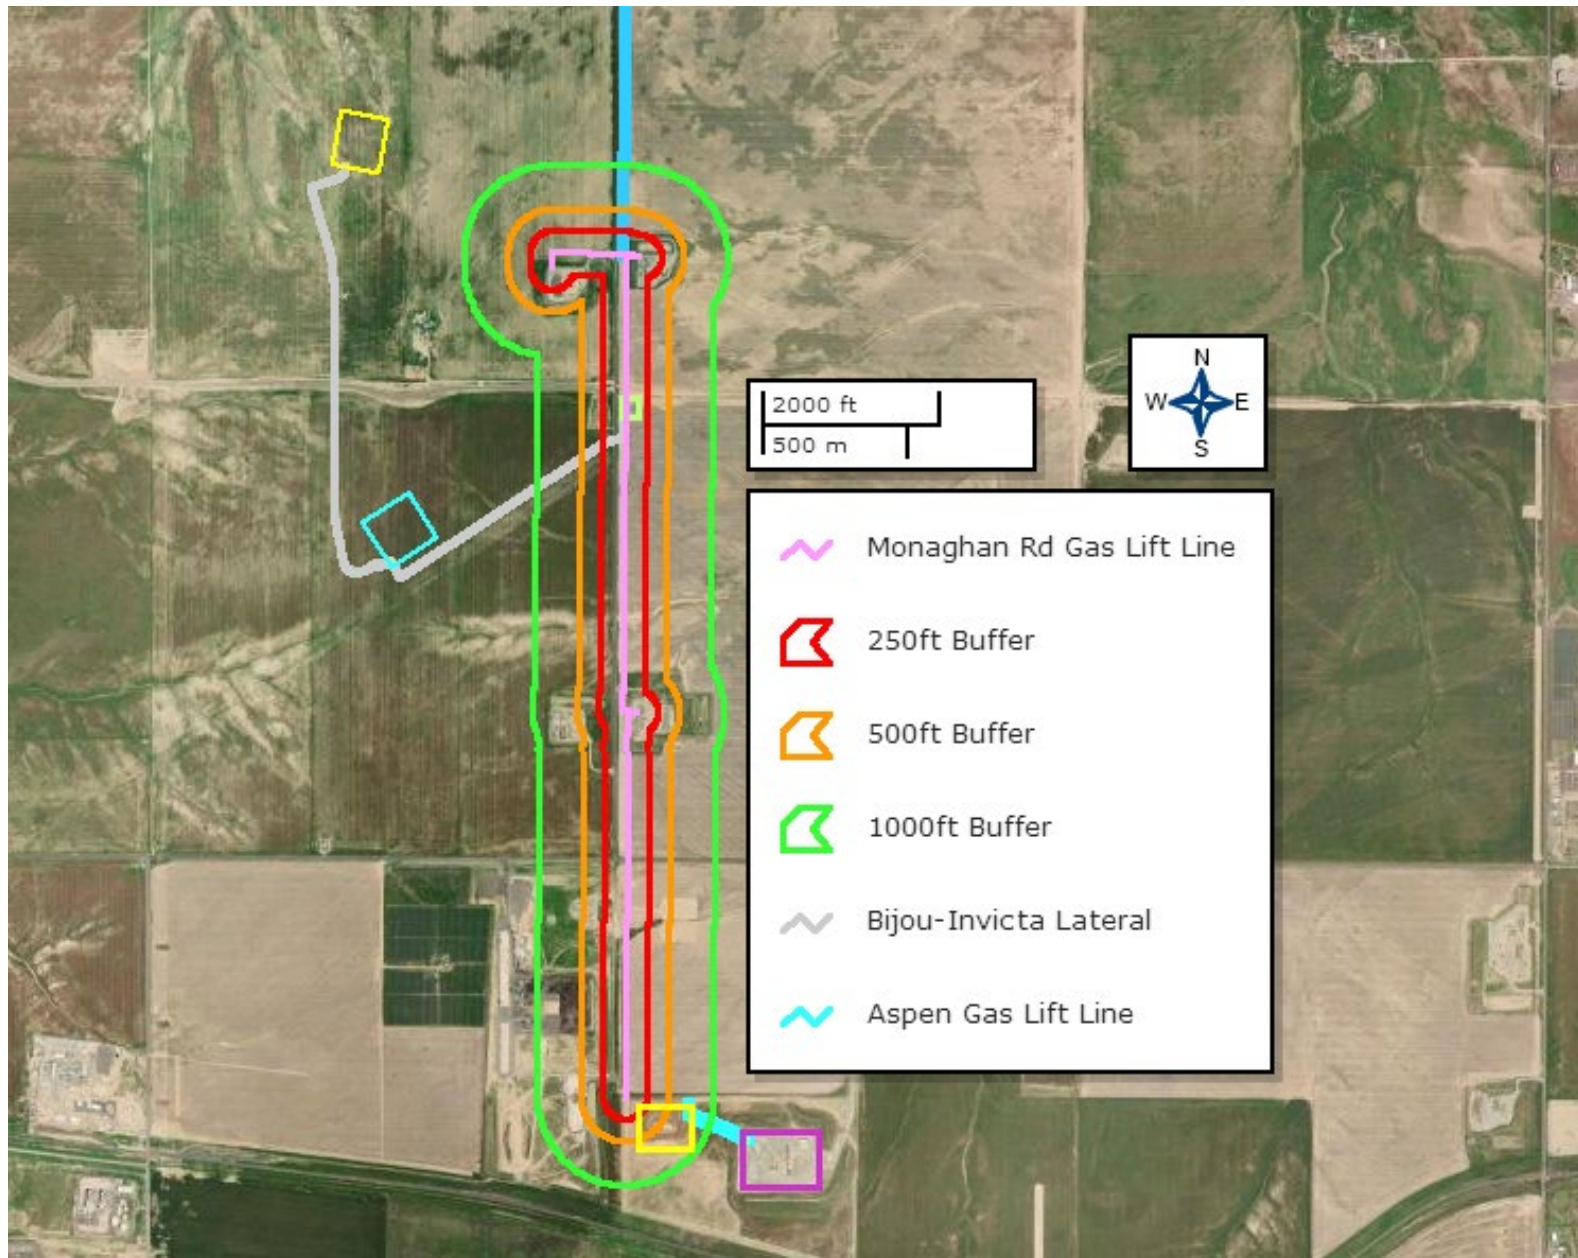 N
W E
S
2000 ft
500 m
Monaghan Rd Gas Lift Line
250ft Buffer
500ft Buffer
1000ft Buffer
Bijou-Invicta Lateral
Aspen Gas Lift Line